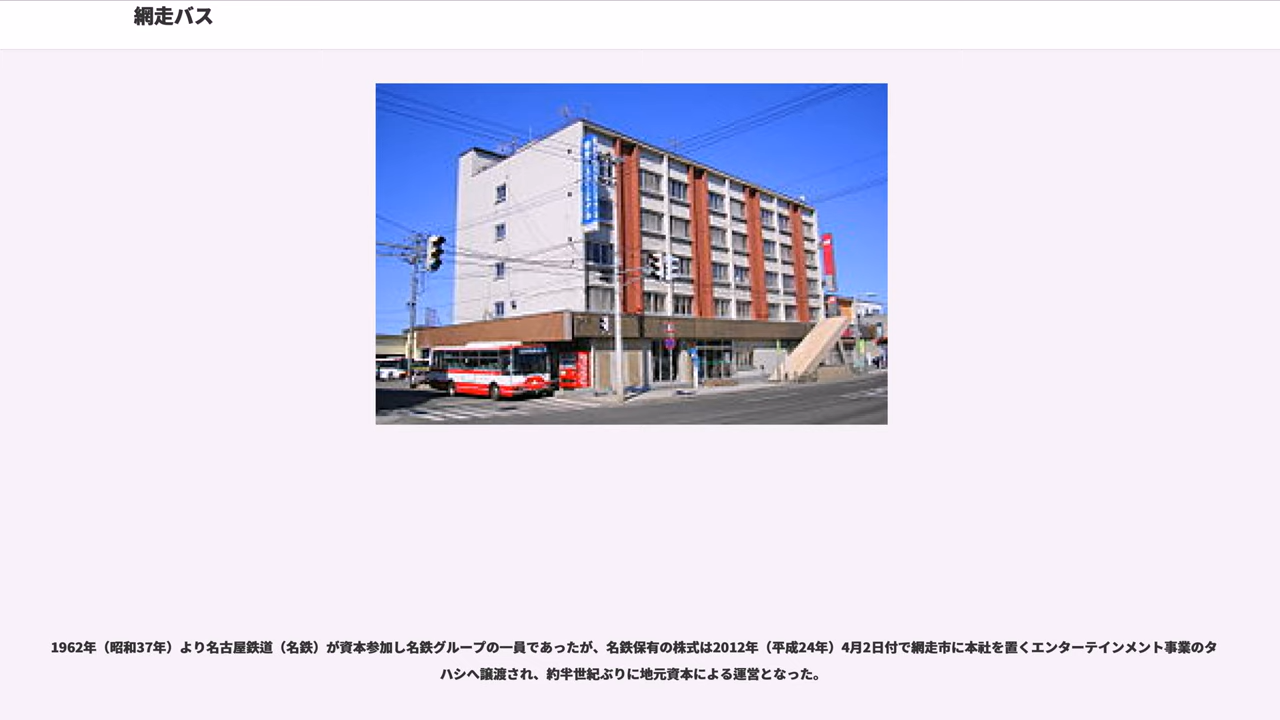 網走バス
1962年（昭和37年）より名古屋鉄道（名鉄）が資本参加し名鉄グループの一員であったが、名鉄保有の株式は2012年（平成24年）4月2日付で網走市に本社を置くエンターテインメント事業のタ
ハシへ譲渡され、約半世紀ぶりに地元資本による運営となった。